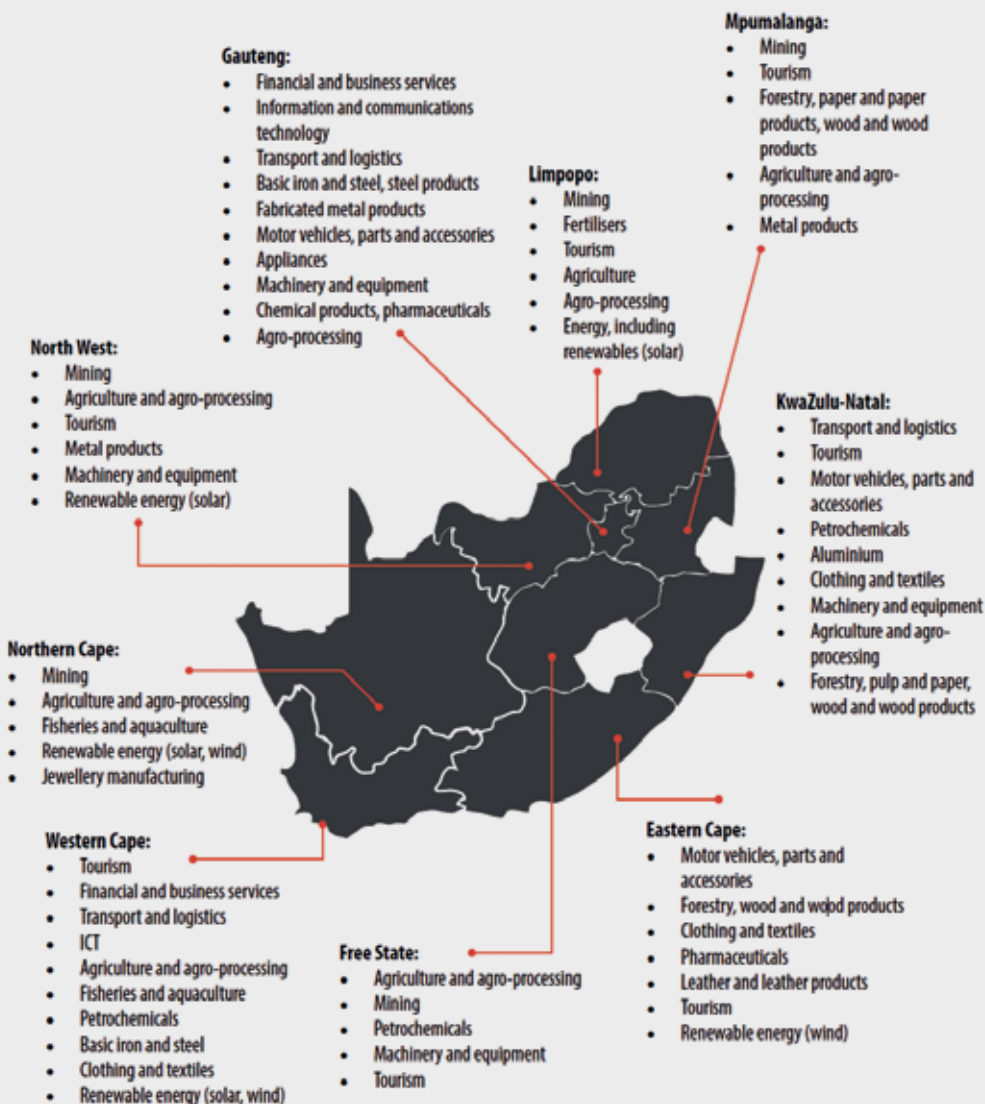 Mpumalanga:
• Mining
• Tourism
• Forestry, paper and paper
products, wood and wood
products
• Agriculture and agro-
processing
• Metal products
Gauteng:
• Financial and business services
• Information and communications
technology
• Transport and logistics
• Basic iron and steel, steel products
• Fabricated metal products
• Motor vehicles, parts and accessories
• Appliances
• Machinery and equipment
• Chemical products, pharmaceuticals
• Agro-processing
Limpopo:
• Mining
• Fertilisers
• Tourism
• Agriculture
• Agro-processing
• Energy, including
renewables (solar)
North West:
• Mining
• Agriculture and agro-processing
• Tourism
• Metal products
• Machinery and equipment
• Renewable energy (solar)
KwaZulu-Natal:
• Transport and logistics
• Tourism
• Motor vehicles, parts and
accessories
• Petrochemicals
• Aluminium
• Clothing and textiles
• Machinery and equipment
• Agriculture and agro-
processing
• Forestry, pulp and paper,
wood and wood products
Northern Cape:
• Mining
• Agriculture and agro-processing
• Fisheries and aquaculture
• Renewable energy (solar, wind)
• Jewellery manufacturing
Western Cape:
• Tourism
• Financial and business services
• Transport and logistics
• ICT
• Agriculture and agro-processing
• Fisheries and aquaculture
• Petrochemicals
• Basic iron and steel
• Clothing and textiles
• Renewable energy (solar, wind)
Free State:
• Agriculture and agro-processing
• Mining
• Petrochemicals
• Machinery and equipment
• Tourism
Eastern Cape:
• Motor vehicles, parts and
accessories
• Forestry, wood and wood products
• Clothing and textiles
• Pharmaceuticals
• Leather and leather products
• Tourism
• Renewable energy (wind)